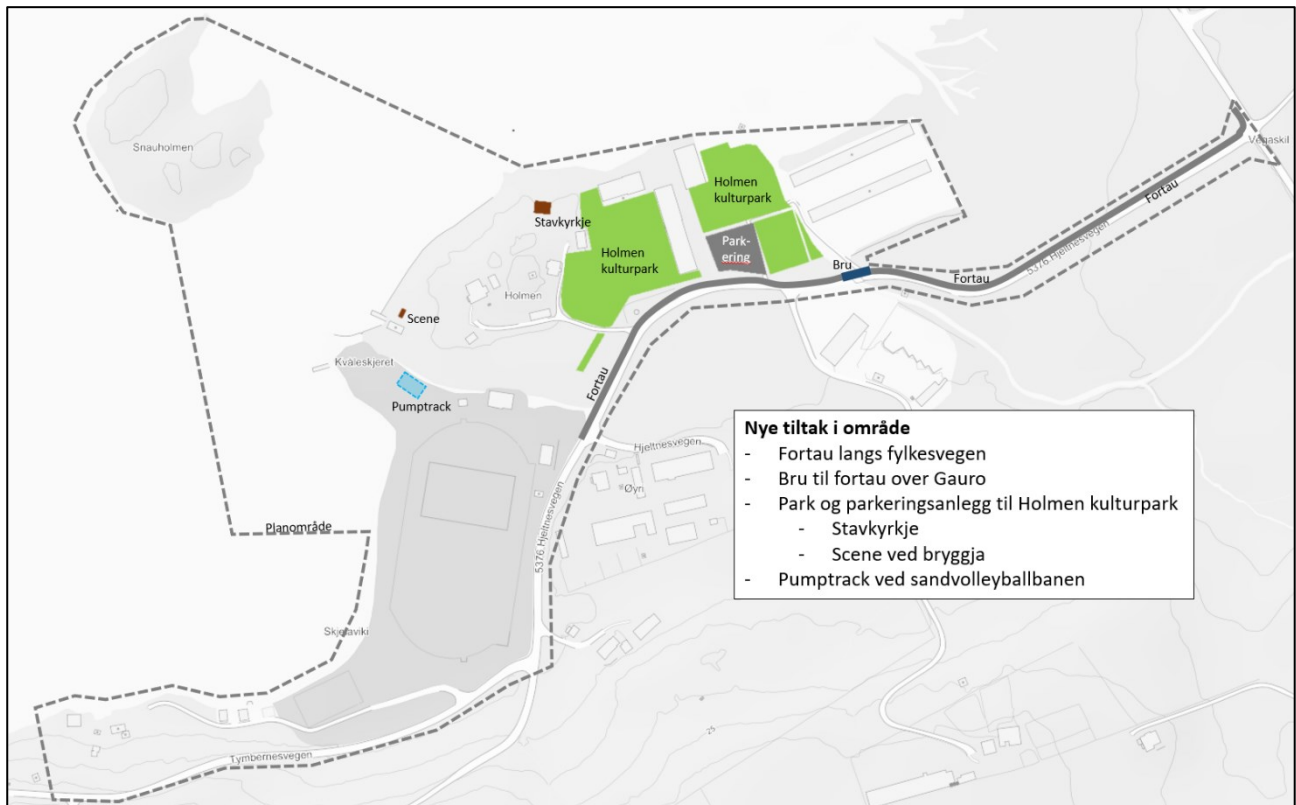 Snauholmen
Vegaskil
Holmen
kulturpark
Stavkyrkje
Park-
ering
Holmen
kulturpark
Fortau
5376 Hjeltnesvegen
Bru
Fortau
Holmen
Scene
Kvaleskjeret
Pumptrack
Fortau
Hjeltnesvegen
Øyn
5376 Hjeltnesvegen
Planområde
Skjelaviki
Tymbernesvegen
25
Nye tiltak i område
- Fortau langs fylkesvegen
- Bru til fortau over Gauro
- Park og parkeringsanlegg til Holmen kulturpark
- Stavkyrkje
- Scene ved bryggja
- Pumptrack ved sandvolleyballbanen